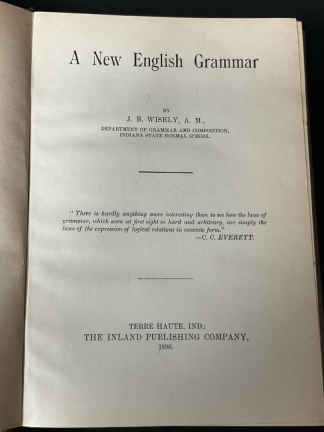 A New English Grammar
BY
J. B. WISELY, A. M.,
DEPARTMENT OF GRAMMAR AND COMPOSITION,
INDIANA STATE NORMAL SCHOOL.
"There is hardly anything more interesting than to see how the laws of
grammar, which seem at first sight so hard and arbitrary, are simply the
laws of the expression of logical relations in concrete form."
—C. C. EVERETT.
TERRE HAUTE, IND.:
THE INLAND PUBLISHING COMPANY,
1896.